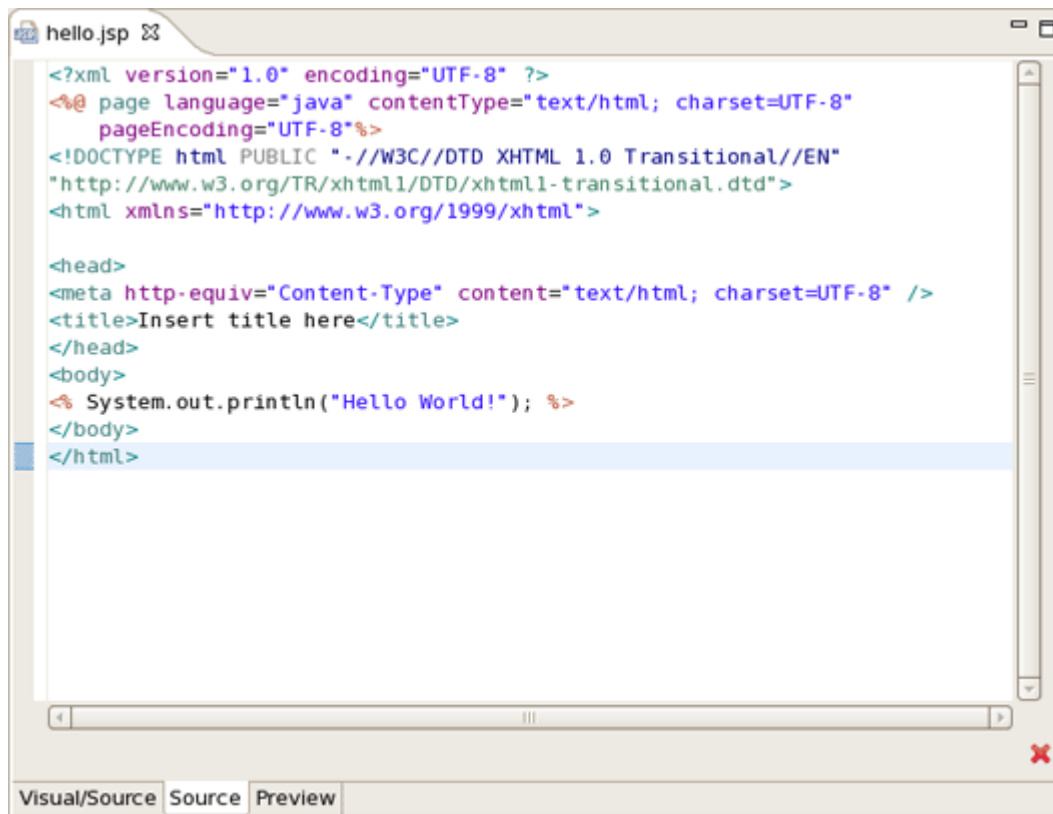 hello.jsp
<?xml version="1.0" encoding="UTF-8" ?>
<%@ page language="java" contentType="text/html; charset=UTF-8"
    pageEncoding="UTF-8"%>
<!DOCTYPE html PUBLIC "-//W3C//DTD XHTML 1.0 Transitional//EN"
"http://www.w3.org/TR/xhtml1/DTD/xhtml1-transitional.dtd">
<html xmlns="http://www.w3.org/1999/xhtml">

<head>
<meta http-equiv="Content-Type" content="text/html; charset=UTF-8" />
<title>Insert title here</title>
</head>
<body>
<% System.out.println("Hello World!"); %>
</body>
</html>
Visual/Source Source Preview